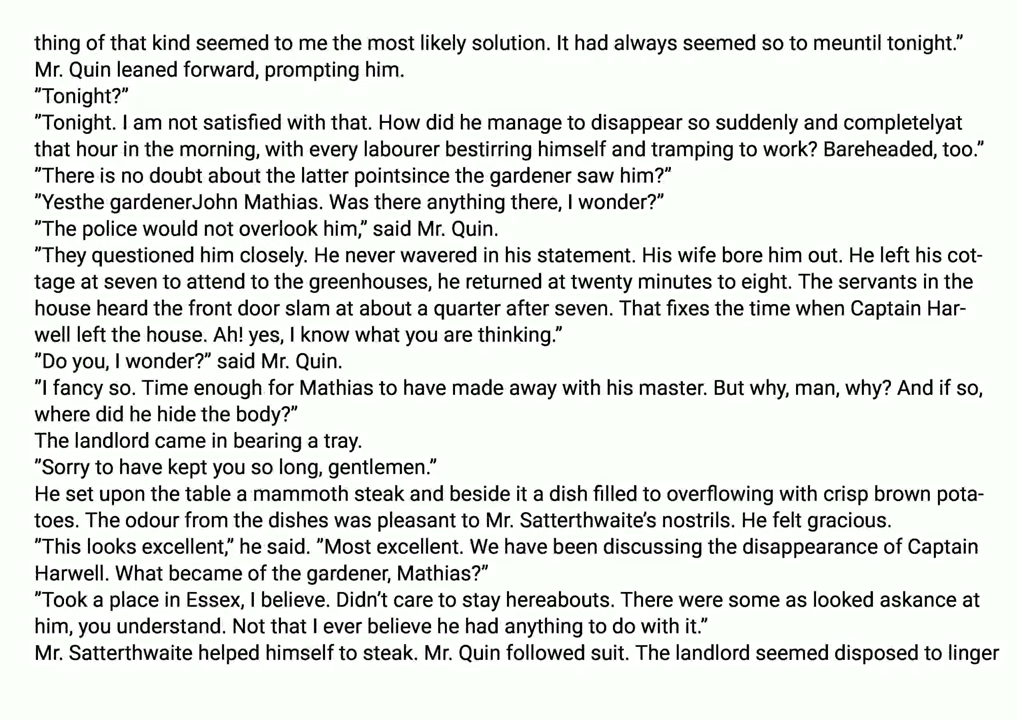 thing of that kind seemed to me the most likely solution. It had always seemed so to meuntil tonight.”
Mr. Quin leaned forward, prompting him.
”Tonight?”
”Tonight. I am not satisfied with that. How did he manage to disappear so suddenly and completelyat
that hour in the morning, with every labourer bestirring himself and tramping to work? Bareheaded, too.”
”There is no doubt about the latter pointsince the gardener saw him?”
”Yesthe gardenerJohn Mathias. Was there anything there, I wonder?”
”The police would not overlook him,” said Mr. Quin.
”They questioned him closely. He never wavered in his statement. His wife bore him out. He left his cot-
tage at seven to attend to the greenhouses, he returned at twenty minutes to eight. The servants in the
house heard the front door slam at about a quarter after seven. That fixes the time when Captain Har-
well left the house. Ah! yes, I know what you are thinking.”
”Do you, I wonder?” said Mr. Quin.
”I fancy so. Time enough for Mathias to have made away with his master. But why, man, why? And if so,
where did he hide the body?”
The landlord came in bearing a tray.
”Sorry to have kept you so long, gentlemen.”
He set upon the table a mammoth steak and beside it a dish filled to overflowing with crisp brown pota-
toes. The odour from the dishes was pleasant to Mr. Satterthwaite’s nostrils. He felt gracious.
”This looks excellent,” he said. ”Most excellent. We have been discussing the disappearance of Captain
Harwell. What became of the gardener, Mathias?”
”Took a place in Essex, I believe. Didn’t care to stay hereabouts. There were some as looked askance at
him, you understand. Not that I ever believe he had anything to do with it.”
Mr. Satterthwaite helped himself to steak. Mr. Quin followed suit. The landlord seemed disposed to linger